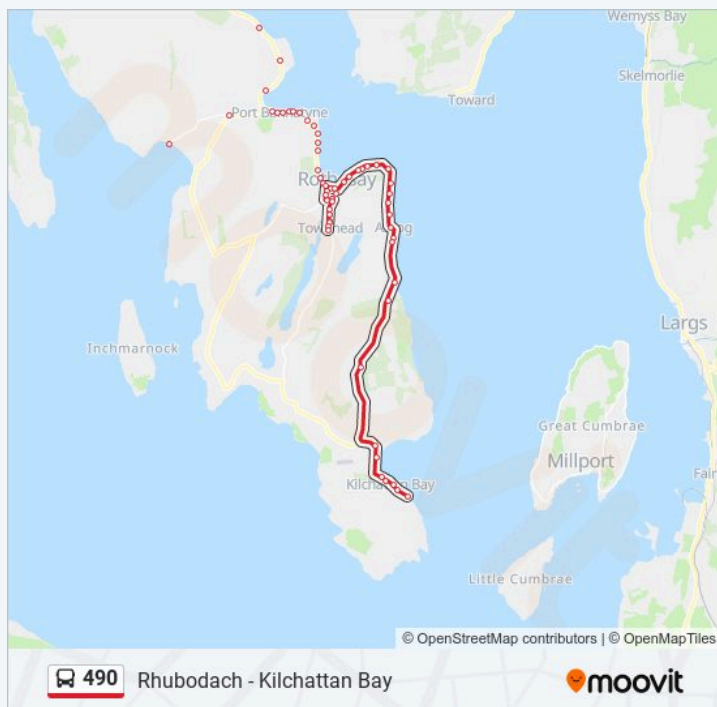 Wemyss Bay
Skelmorlie
Toward
Port Bannatyne
Rothesay
Townhead
Ascog
Inchmarnock
Largs
Great Cumbrae
Millport
Kilchattan Bay
Fair
Little Cumbrae
© OpenStreetMap contributors | © OpenMapTiles
490 Rhubodach - Kilchattan Bay
moovit